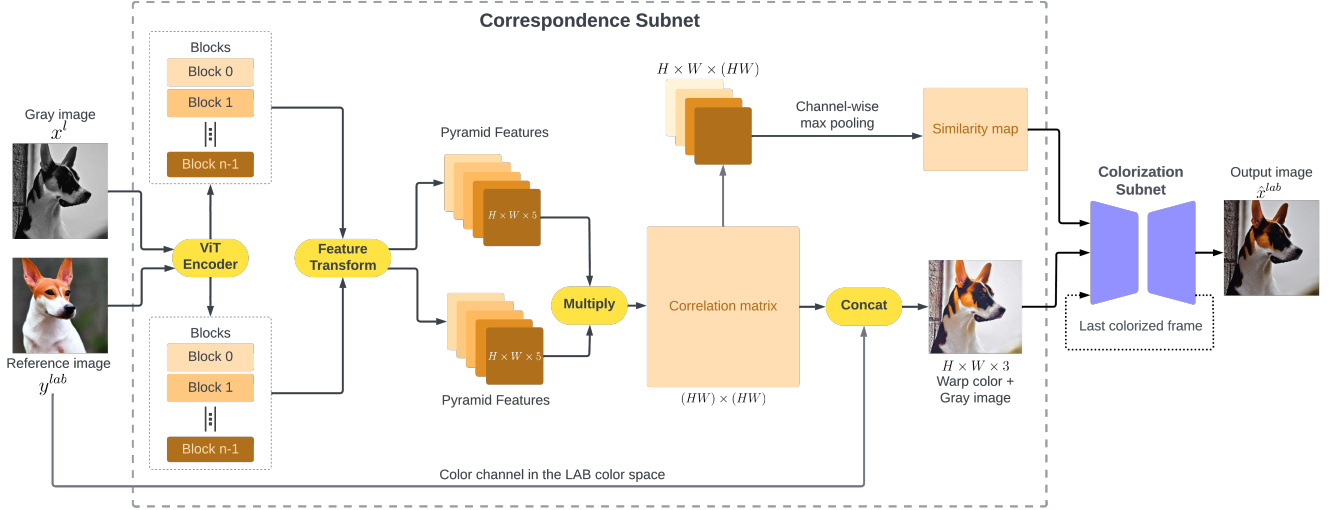 Correspondence Subnet
Gray image
x^l
Reference image
y^{lab}
Blocks
Block 0
Block 1
Block n-1
ViT
Encoder
Blocks
Block 0
Block 1
Block n-1
Feature
Transform
Pyramid Features
H × W × 5
H × W × 5
Pyramid Features
Multiply
Correlation matrix
(HW) × (HW)
H × W × (HW)
Channel-wise
max pooling
Similarity map
Concat
H × W × 3
Warp color +
Gray image
Color channel in the LAB color space
Colorization
Subnet
Last colorized frame
Output image
x̂^{lab}